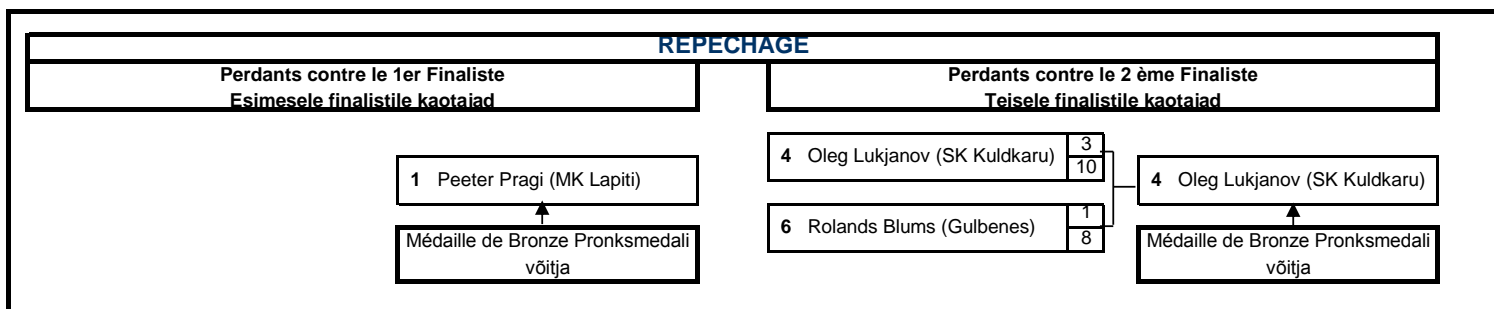 REPECHAGE
Perdants contre le 1er Finaliste
Esimesele finalistile kaotajad
Perdants contre le 2 ème Finaliste
Teisele finalistile kaotajad
1 Peeter Pragi (MK Lapiti)
Médaille de Bronze Pronksmedali
võitja
4 Oleg Lukjanov (SK Kuldkaru) 3
10
6 Rolands Blums (Gulbenes) 1
8
4 Oleg Lukjanov (SK Kuldkaru)
Médaille de Bronze Pronksmedali
võitja